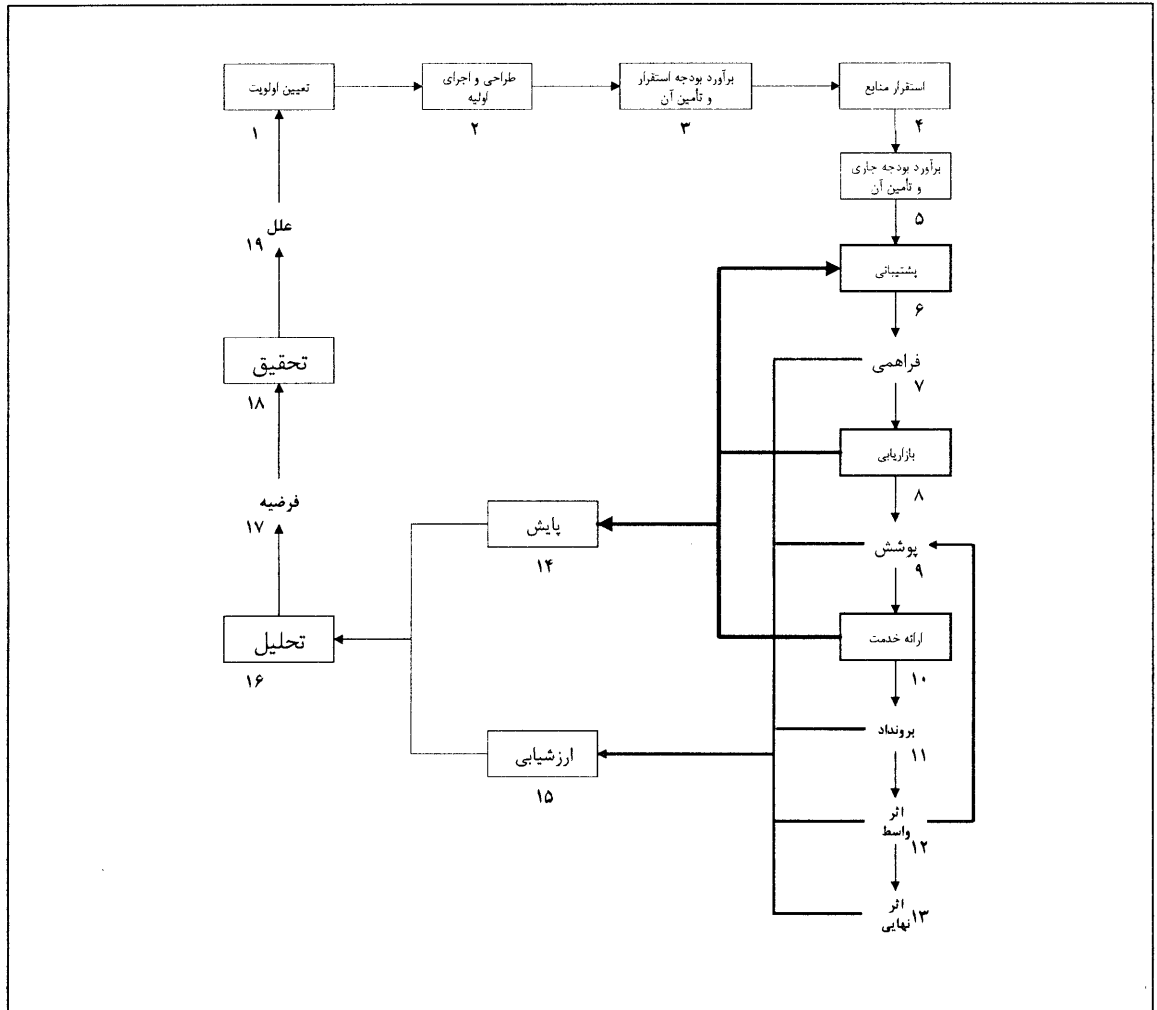 تعیین اولویت
۱
طراحی و اجرای
اولیه
۲
برآورد بودجه استقرار
و تأمین آن
۳
استقرار منابع
۴
برآورد بودجه جاری
و تأمین آن
۵
پشتیبانی
۶
فراهمی
۷
بازاریابی
۸
پوشش
۹
ارائه خدمت
۱۰
برونداد
۱۱
اثر
واسط
۱۲
اثر
نهایی
۱۳
پایش
۱۴
ارزشیابی
۱۵
تحلیل
۱۶
فرضیه
۱۷
تحقیق
۱۸
علل
۱۹